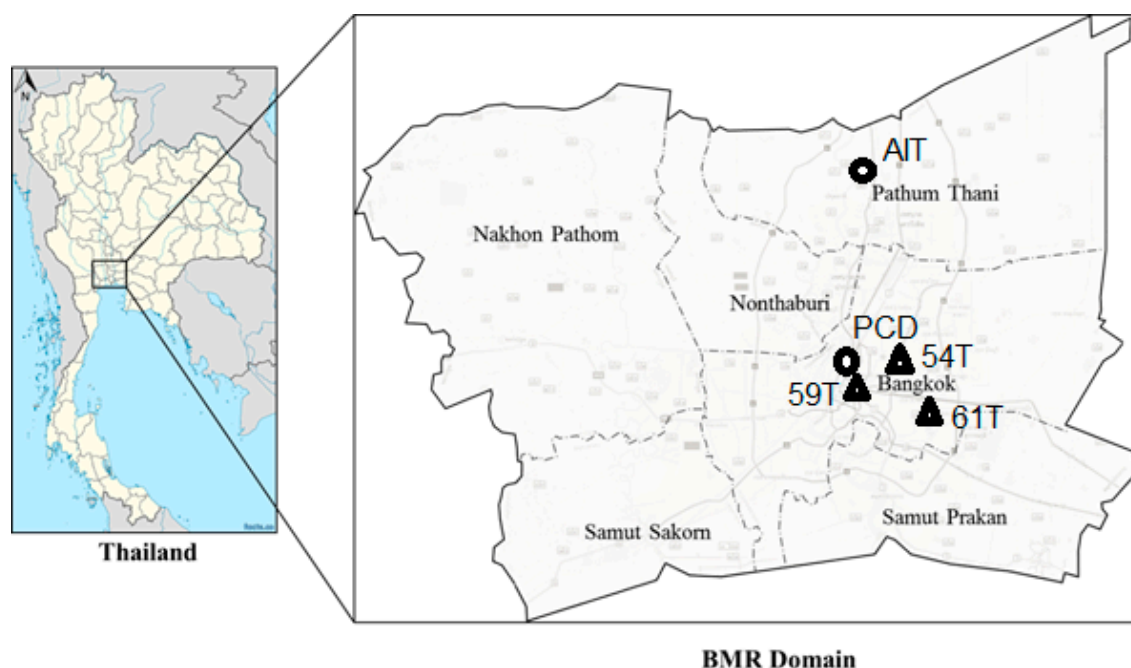 N
Thailand
AIT
Pathum Thani
Nakhon Pathom
Nonthaburi
PCD
54T
59T
Bangkok
61T
Samut Prakan
Samut Sakorn
BMR Domain